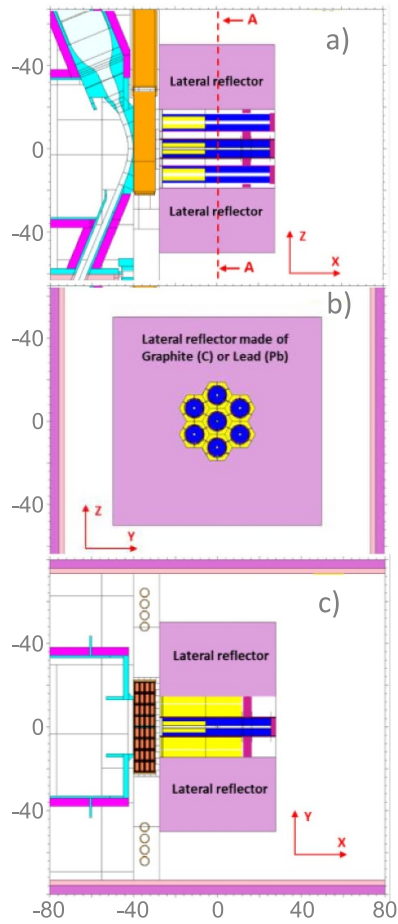 A
a)
-40
Lateral reflector
0
Lateral reflector
-40
A
Z
X
b)
-40
Lateral reflector made of
Graphite (C) or Lead (Pb)
0
-40
Z
Y
c)
-40
Lateral reflector
0
Lateral reflector
-40
Y
X
-80 -40 0 40 80